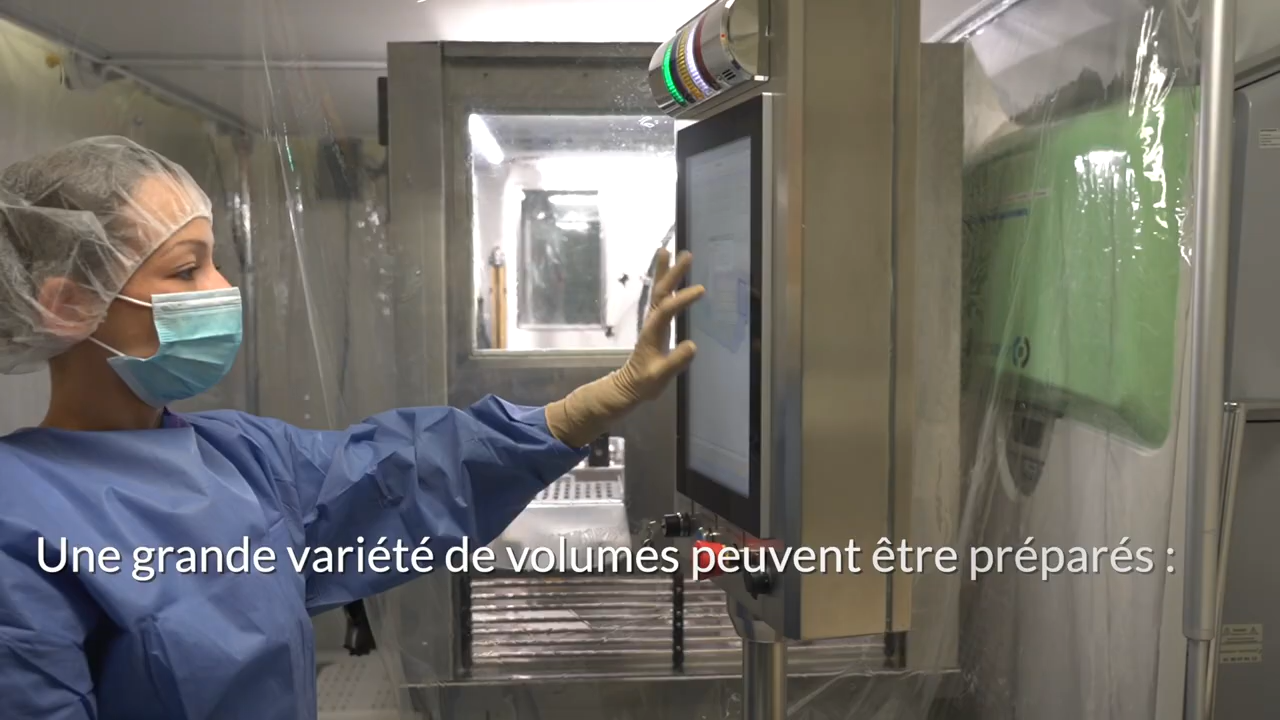 Une grande variété de volumes peuvent être préparés :